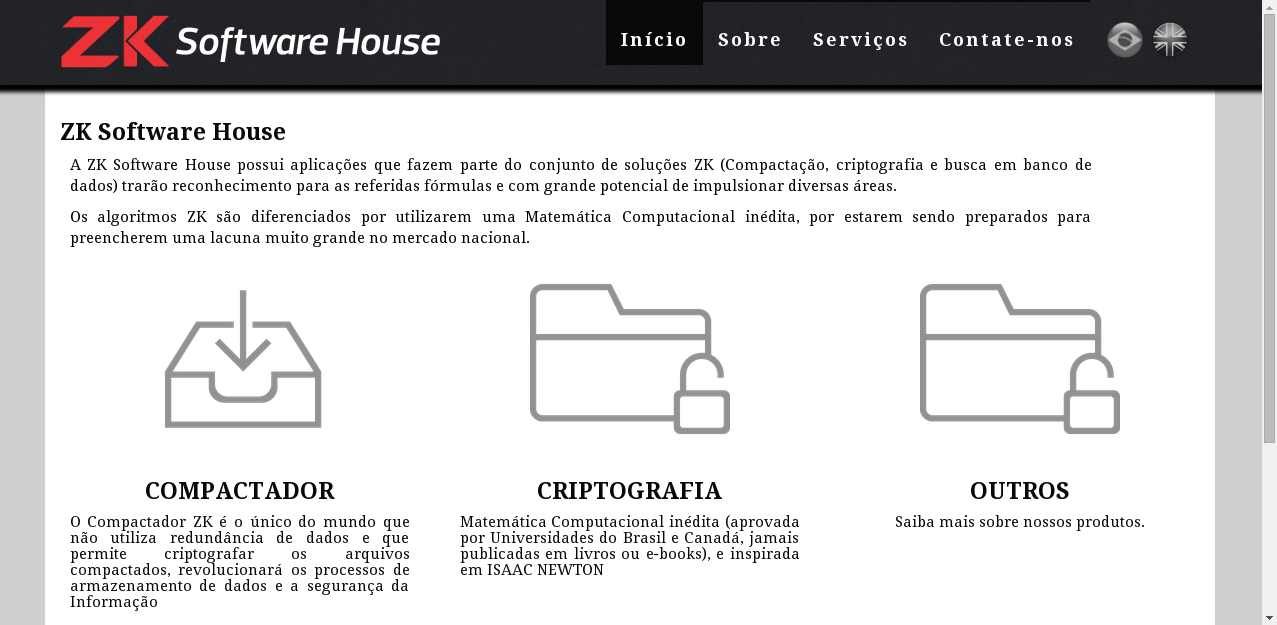 ZK Software House
Início Sobre Serviços Contate-nos
ZK Software House
A ZK Software House possui aplicações que fazem parte do conjunto de soluções ZK (Compactação, criptografia e busca em banco de
dados) trarão reconhecimento para as referidas fórmulas e com grande potencial de impulsionar diversas áreas.
Os algoritmos ZK são diferenciados por utilizarem uma Matemática Computacional inédita, por estarem sendo preparados para
preencherem uma lacuna muito grande no mercado nacional.
COMPACTADOR
O Compactador ZK é o único do mundo que
não utiliza redundância de dados e que
permite criptografar os arquivos
compactados, revolucionará os processos de
armazenamento de dados e a segurança da
Informação
CRIPTOGRAFIA
Matemática Computacional inédita (aprovada
por Universidades do Brasil e Canadá, jamais
publicadas em livros ou e-books), e inspirada
em ISAAC NEWTON
OUTROS
Saiba mais sobre nossos produtos.